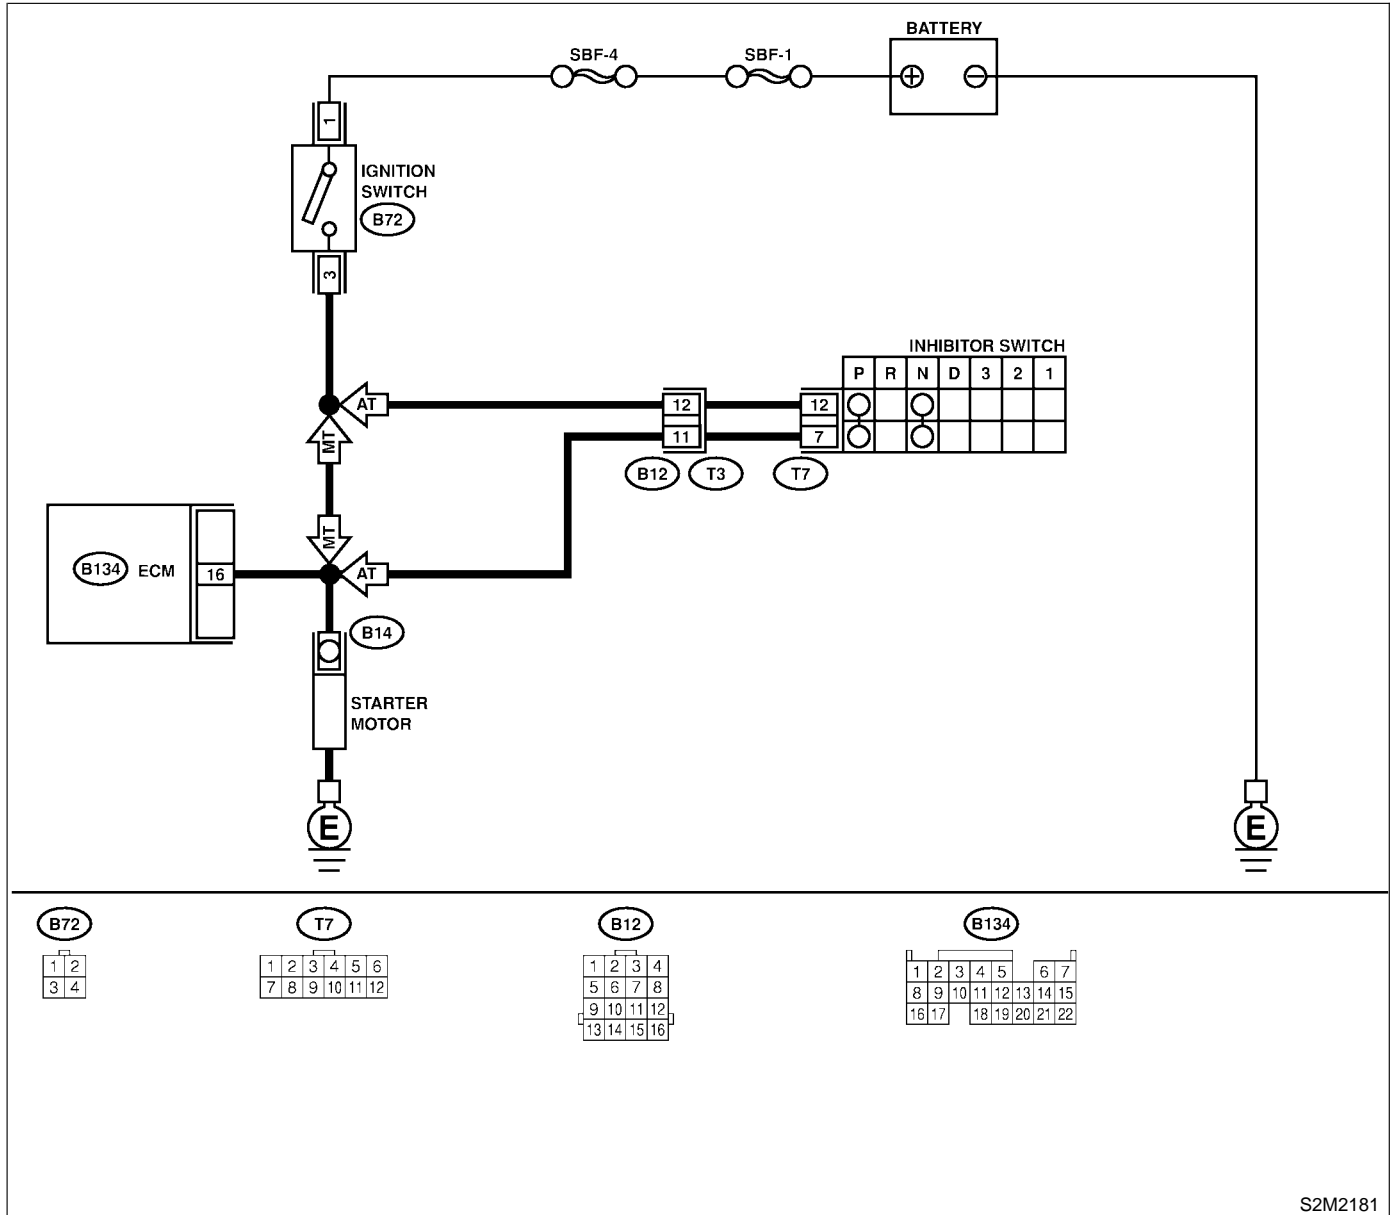 BATTERY
SBF-4
SBF-1
+
−
1
IGNITION
SWITCH
B72
3
INHIBITOR SWITCH
P R N D 3 2 1
AT
12
12
MT
11
7
B12
T3
T7
MT
B134
ECM
16
AT
B14
STARTER
MOTOR
E
E
B72
T7
B12
B134
1 2
3 4
1 2 3 4 5 6
7 8 9 10 11 12
1 2 3 4
5 6 7 8
9 10 11 12
13 14 15 16
1 2 3 4 5 6 7
8 9 10 11 12 13 14 15
16 17 18 19 20 21 22
S2M2181